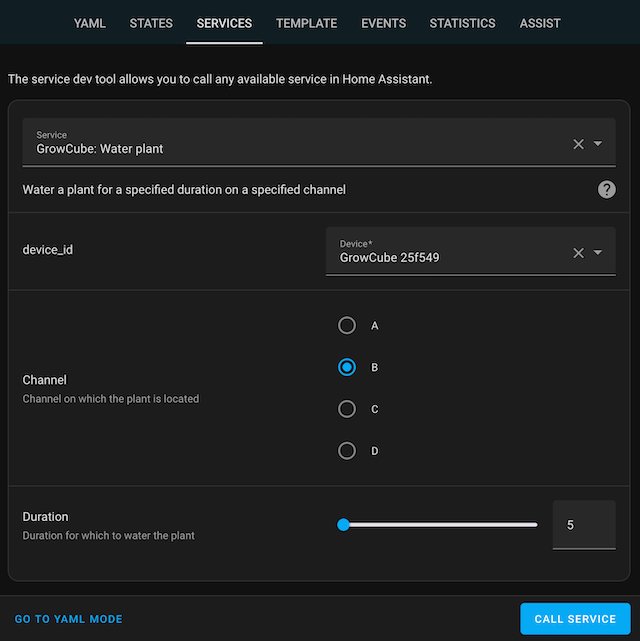 YAML STATES SERVICES TEMPLATE EVENTS STATISTICS ASSIST
The service dev tool allows you to call any available service in Home Assistant.
Service
GrowCube: Water plant
Water a plant for a specified duration on a specified channel
device_id
Device*
GrowCube 25f549
A
B
Channel
Channel on which the plant is located
C
D
Duration
Duration for which to water the plant
5
GO TO YAML MODE
CALL SERVICE